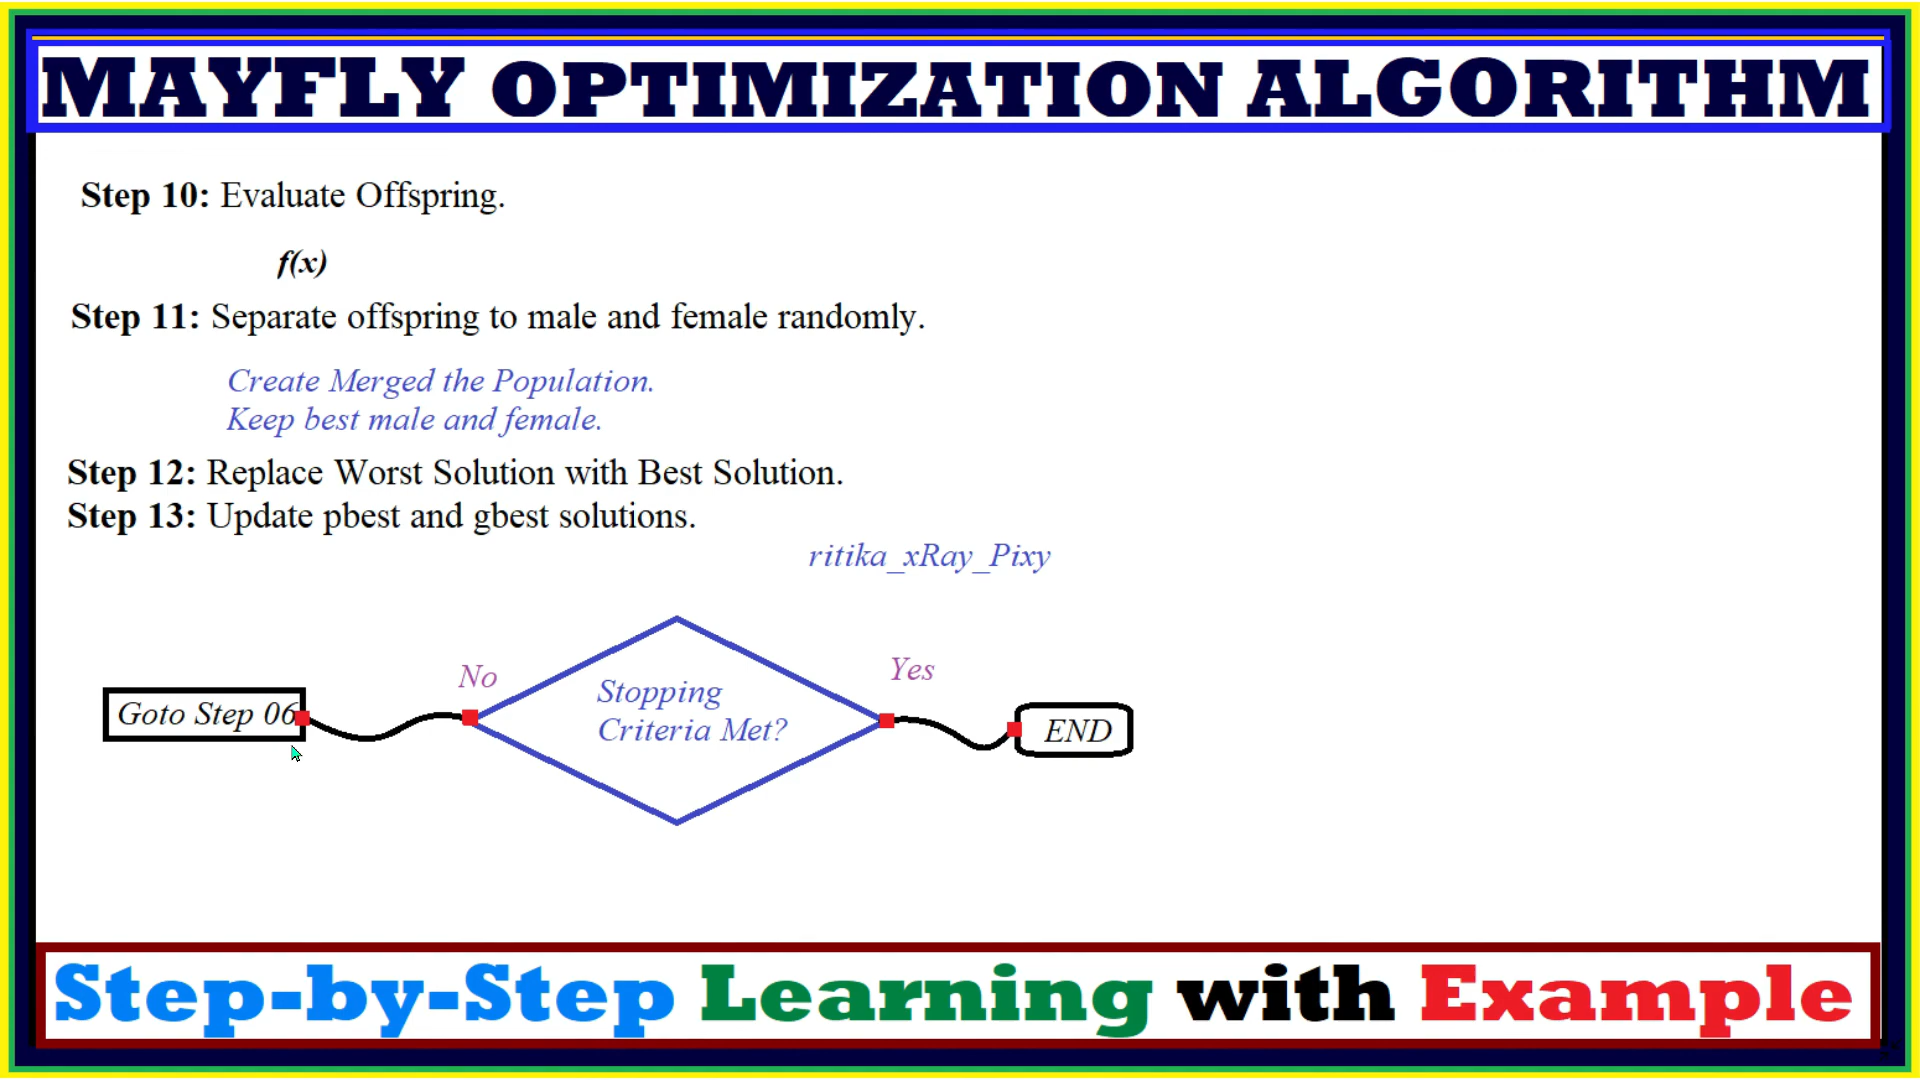 MAYFLY OPTIMIZATION ALGORITHM
Step 10: Evaluate Offspring.
f(x)
Step 11: Separate offspring to male and female randomly.
Create Merged the Population.
Keep best male and female.
Step 12: Replace Worst Solution with Best Solution.
Step 13: Update pbest and gbest solutions.
ritika_xRay_Pixy
No
Yes
Stopping
Criteria Met?
Goto Step 06
END
Step-by-Step Learning with Example